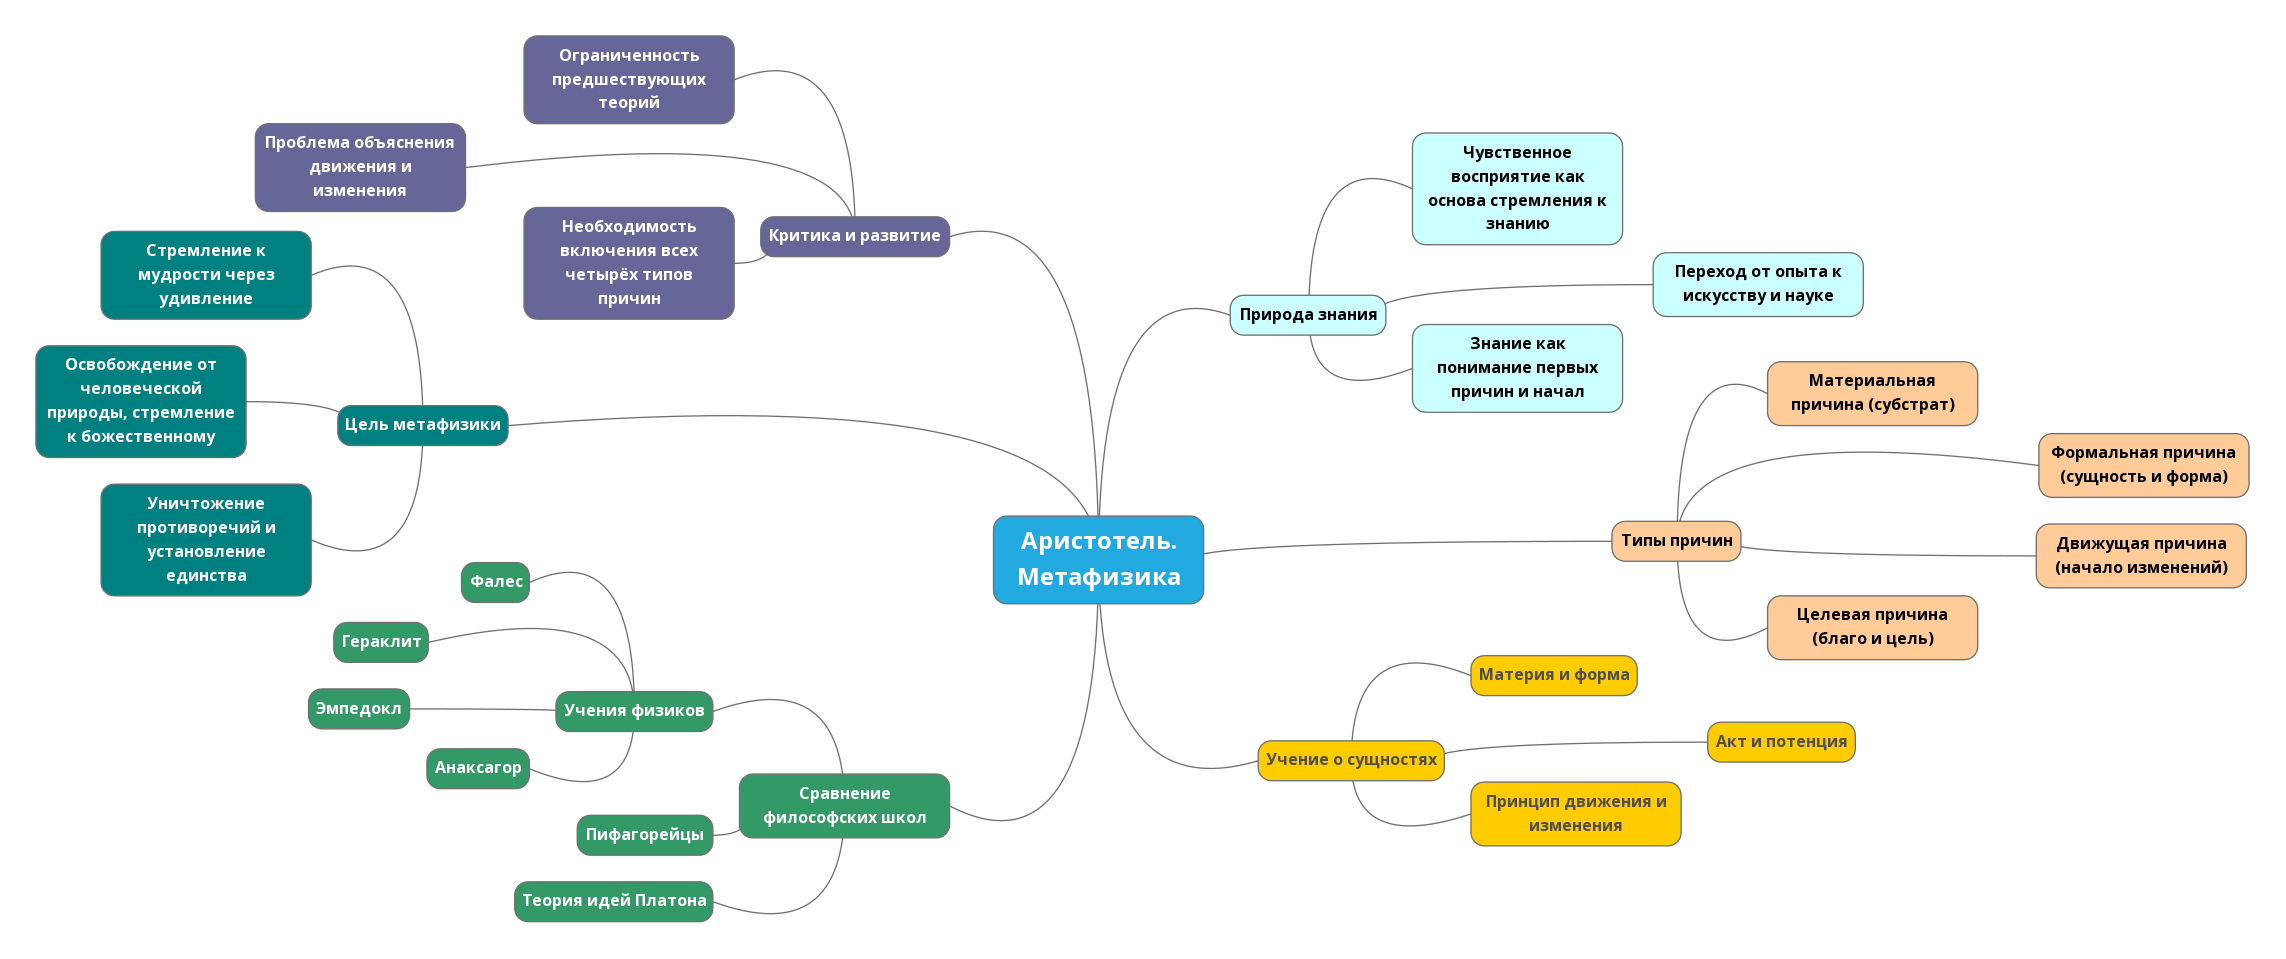 Аристотель.
Метафизика
Природа знания
Чувственное
восприятие как
основа стремления к
знанию
Переход от опыта к
искусству и науке
Знание как
понимание первых
причин и начал
Типы причин
Материальная
причина (субстрат)
Формальная причина
(сущность и форма)
Движущая причина
(начало изменений)
Целевая причина
(благо и цель)
Учение о сущностях
Материя и форма
Акт и потенция
Принцип движения и
изменения
Критика и развитие
Ограниченность
предшествующих
теорий
Проблема объяснения
движения и
изменения
Необходимость
включения всех
четырёх типов
причин
Цель метафизики
Стремление к
мудрости через
удивление
Освобождение от
человеческой
природы, стремление
к божественному
Уничтожение
противоречий и
установление
единства
Сравнение
философских школ
Учения физиков
Фалес
Гераклит
Эмпедокл
Анаксагор
Пифагорейцы
Теория идей Платона